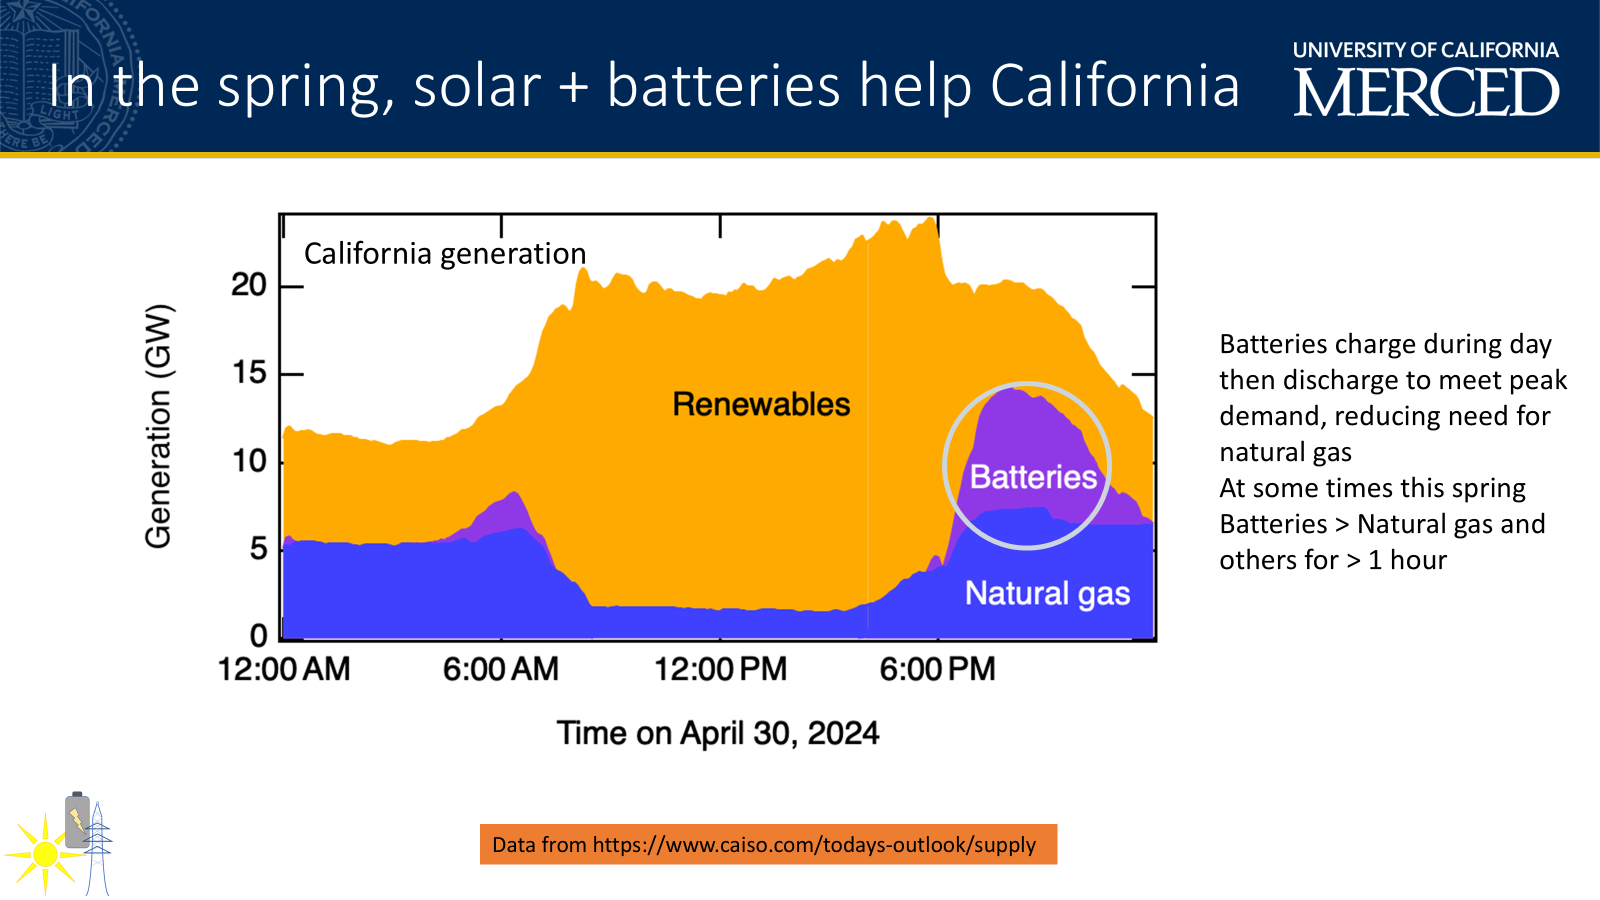 In the spring, solar + batteries help California
UNIVERSITY OF CALIFORNIA
MERCED
California generation
Generation (GW)
20
15
10
5
0
Renewables
Batteries
Natural gas
12:00 AM 6:00 AM 12:00 PM 6:00 PM
Time on April 30, 2024
Batteries charge during day
then discharge to meet peak
demand, reducing need for
natural gas
At some times this spring
Batteries > Natural gas and
others for > 1 hour
Data from https://www.caiso.com/todays-outlook/supply